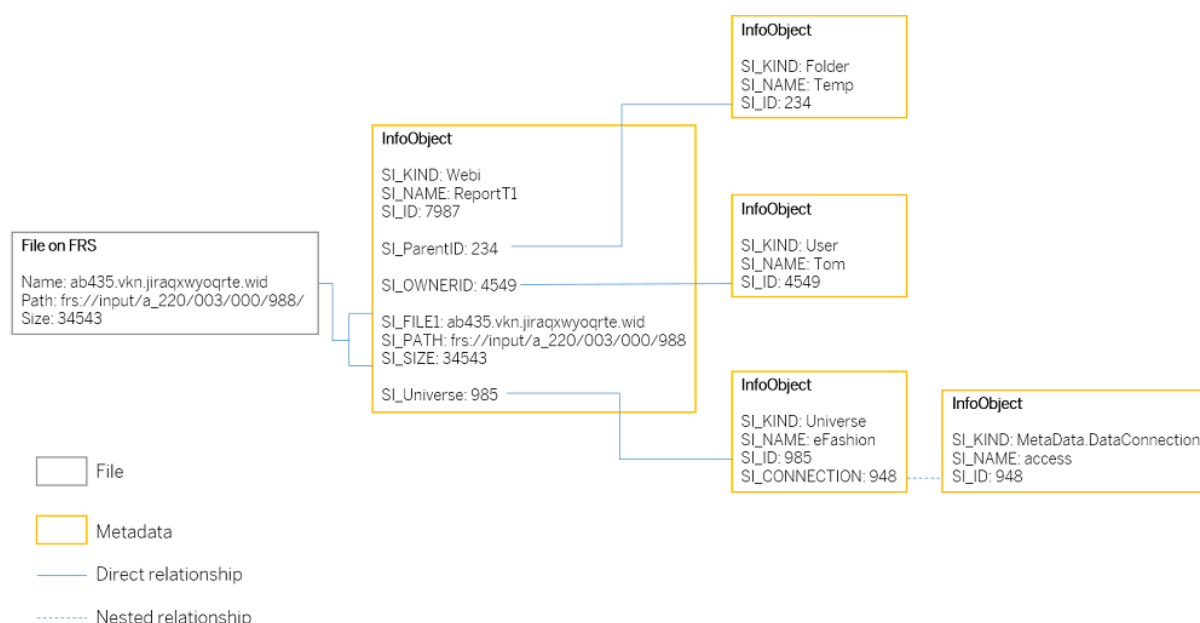 InfoObject
SI_KIND: Folder
SI_NAME: Temp
SI_ID: 234
InfoObject
SI_KIND: Webi
SI_NAME: ReportT1
SI_ID: 7987
SI_ParentID: 234
SI_OWNERID: 4549
SI_FILE1: ab435.vkn.jiraqxwyoqrte.wid
SI_PATH: frs://input/a_220/003/000/988
SI_SIZE: 34543
SI_Universe: 985
InfoObject
SI_KIND: User
SI_NAME: Tom
SI_ID: 4549
File on FRS
Name: ab435.vkn.jiraqxwyoqrte.wid
Path: frs://input/a_220/003/000/988/
Size: 34543
InfoObject
SI_KIND: Universe
SI_NAME: eFashion
SI_ID: 985
SI_CONNECTION: 948
InfoObject
SI_KIND: MetaData.DataConnection
SI_NAME: access
SI_ID: 948
File
Metadata
Direct relationship
Nested relationship